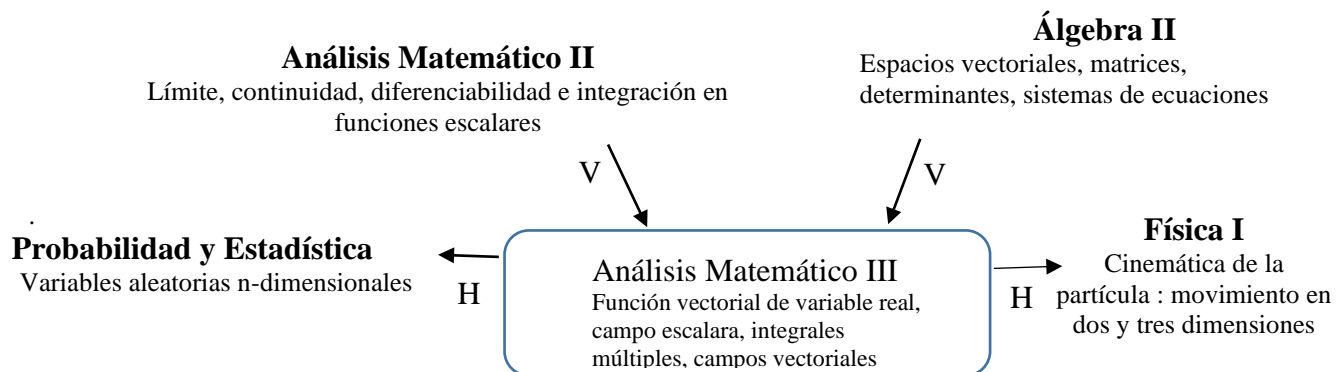 Análisis Matemático II
Límite, continuidad, diferenciabilidad e integración en
funciones escalares
Álgebra II
Espacios vectoriales, matrices,
determinantes, sistemas de ecuaciones
V
V
.
Probabilidad y Estadística
Variables aleatorias n-dimensionales
H
Análisis Matemático III
Función vectorial de variable real,
campo escalara, integrales
múltiples, campos vectoriales
H
Física I
Cinemática de la
partícula : movimiento en
dos y tres dimensiones